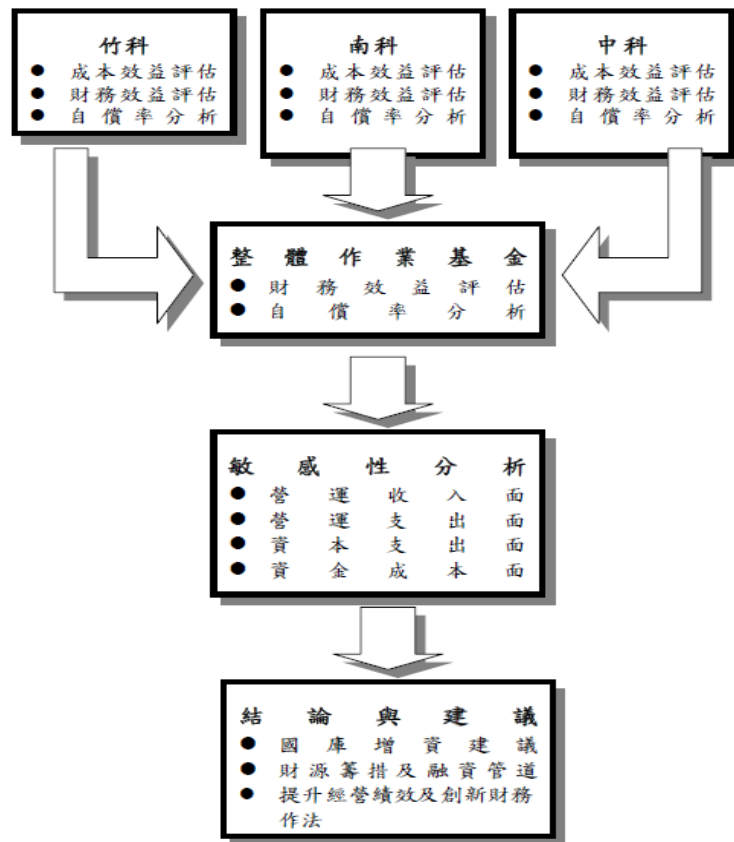 竹科
● 成本效益評估
● 財務效益評估
● 自償率分析
南科
● 成本效益評估
● 財務效益評估
● 自償率分析
中科
● 成本效益評估
● 財務效益評估
● 自償率分析
整體作業基金
● 財務效益評估
● 自償率分析
敏感性分析
● 營運收入面
● 營運支出面
● 資本支出面
● 資金成本面
結論與建議
● 國庫增資建議
● 財源籌措及融資管道
● 提升經營績效及創新財務
作法